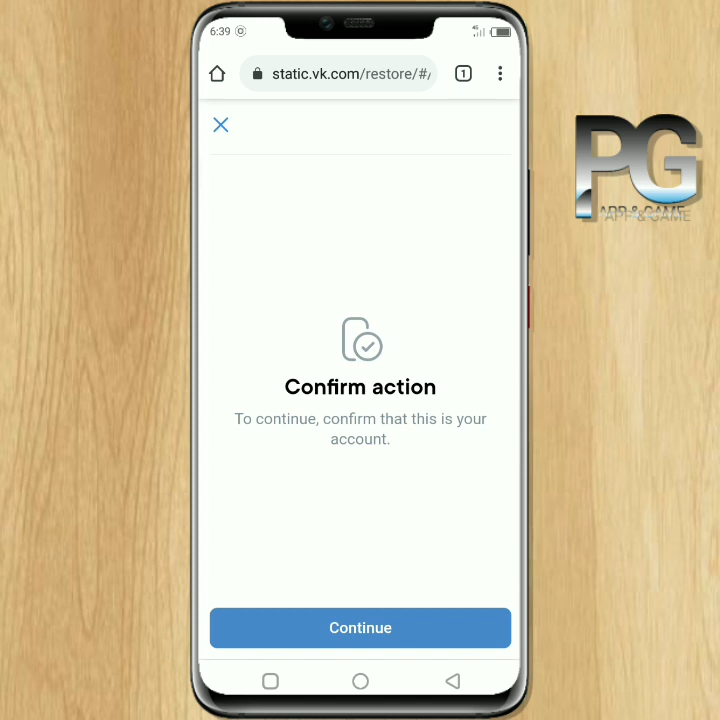 6:39
4G
static.vk.com/restore/#/
1
PG
APP & GAME
Confirm action
To continue, confirm that this is your
account.
Continue